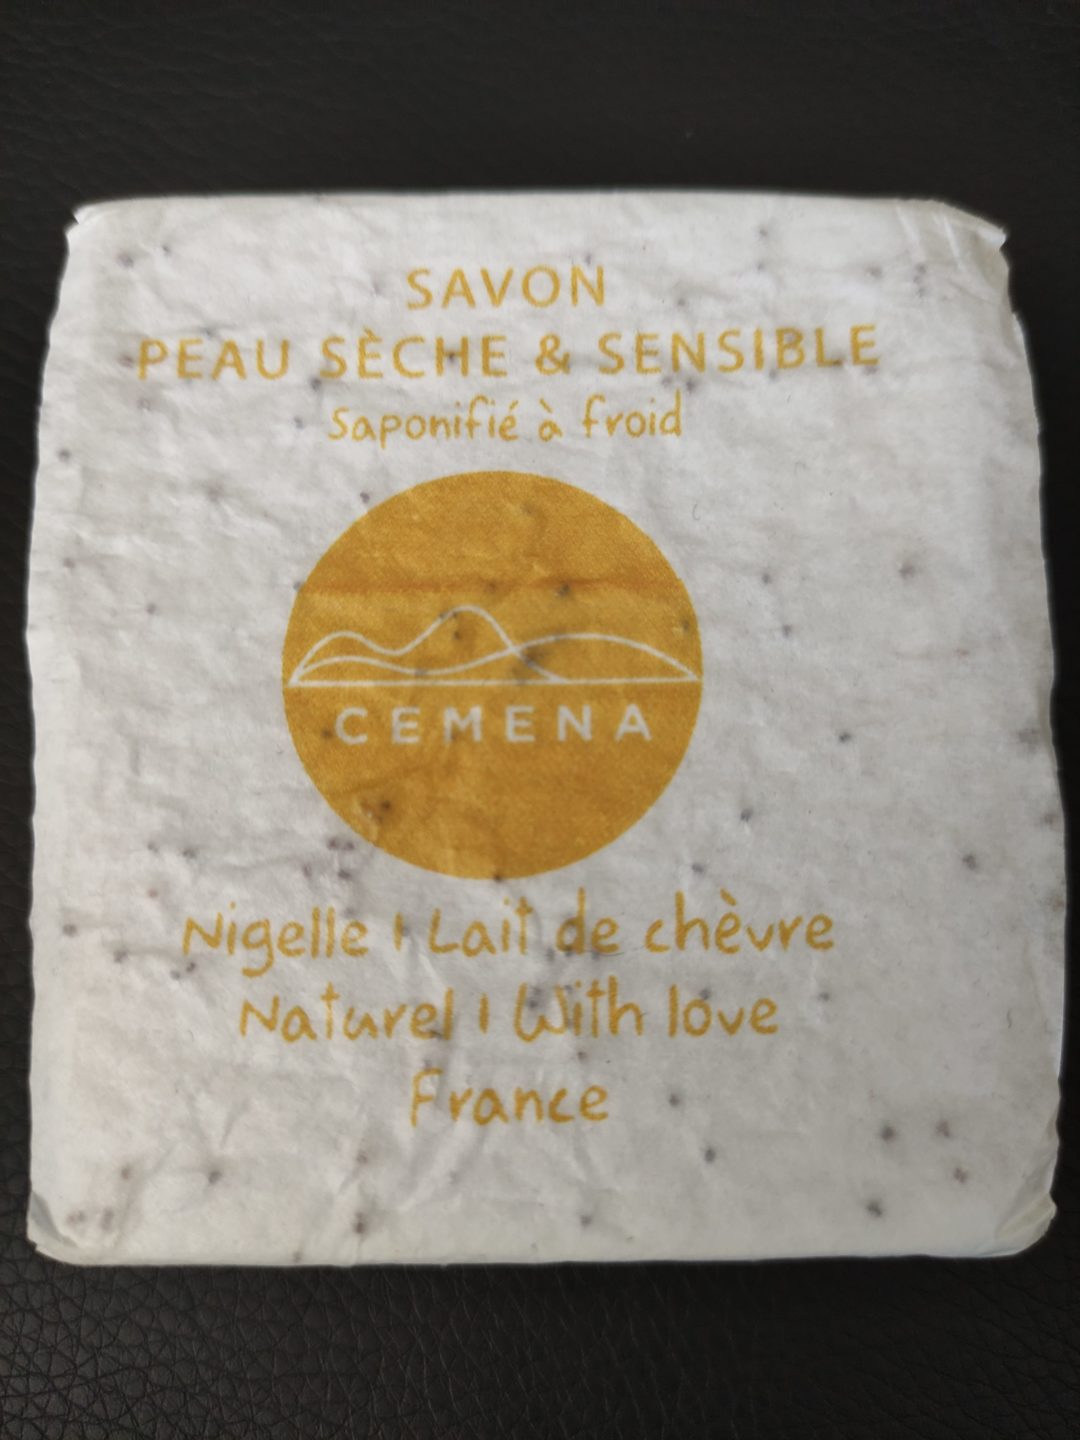 SAVON
PEAU SÈCHE & SENSIBLE
Saponifié à froid
CEMENA
Nigelle | Lait de chèvre
Naturel | With love
France